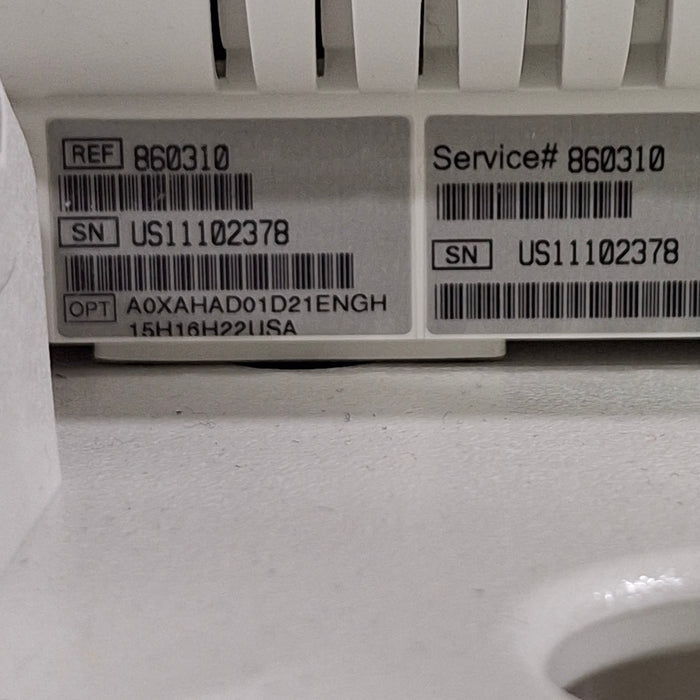 REF 860310
SN US11102378
OPT A0XAHAD01D21ENGH
15H16H22USA
Service# 860310
SN US11102378